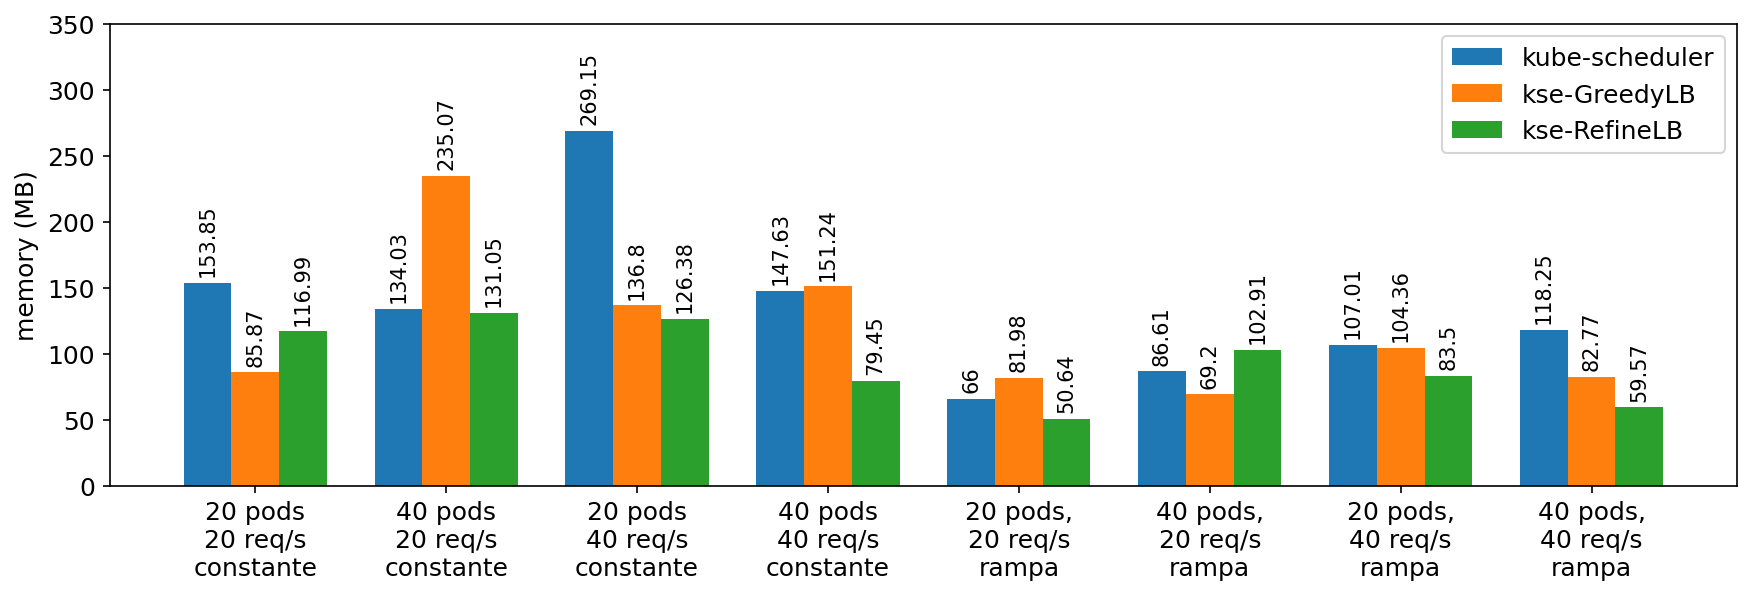 memory (MB)
350
300
250
200
150
100
50
0
kube-scheduler
kse-GreedyLB
kse-RefineLB
153.85
85.87
116.99
134.03
235.07
131.05
269.15
136.8
126.38
147.63
151.24
79.45
66
81.98
50.64
86.61
69.2
102.91
107.01
104.36
83.5
118.25
82.77
59.57
20 pods
20 req/s
constante
40 pods
20 req/s
constante
20 pods
40 req/s
constante
40 pods
40 req/s
constante
20 pods,
20 req/s
rampa
40 pods,
20 req/s
rampa
20 pods,
40 req/s
rampa
40 pods,
40 req/s
rampa